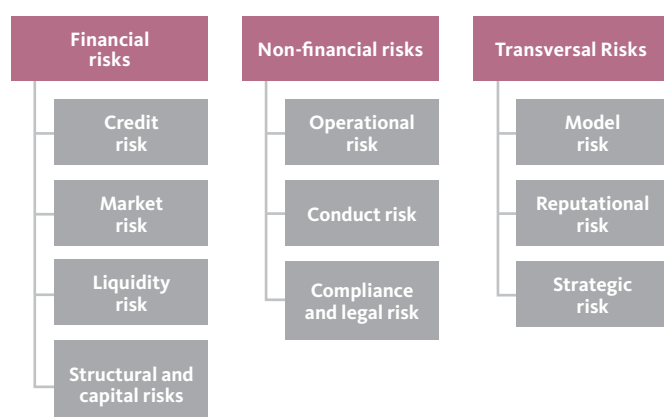 Financial
risks
Credit
risk
Market
risk
Liquidity
risk
Structural and
capital risks
Non-financial risks
Operational
risk
Conduct risk
Compliance
and legal risk
Transversal Risks
Model
risk
Reputational
risk
Strategic
risk